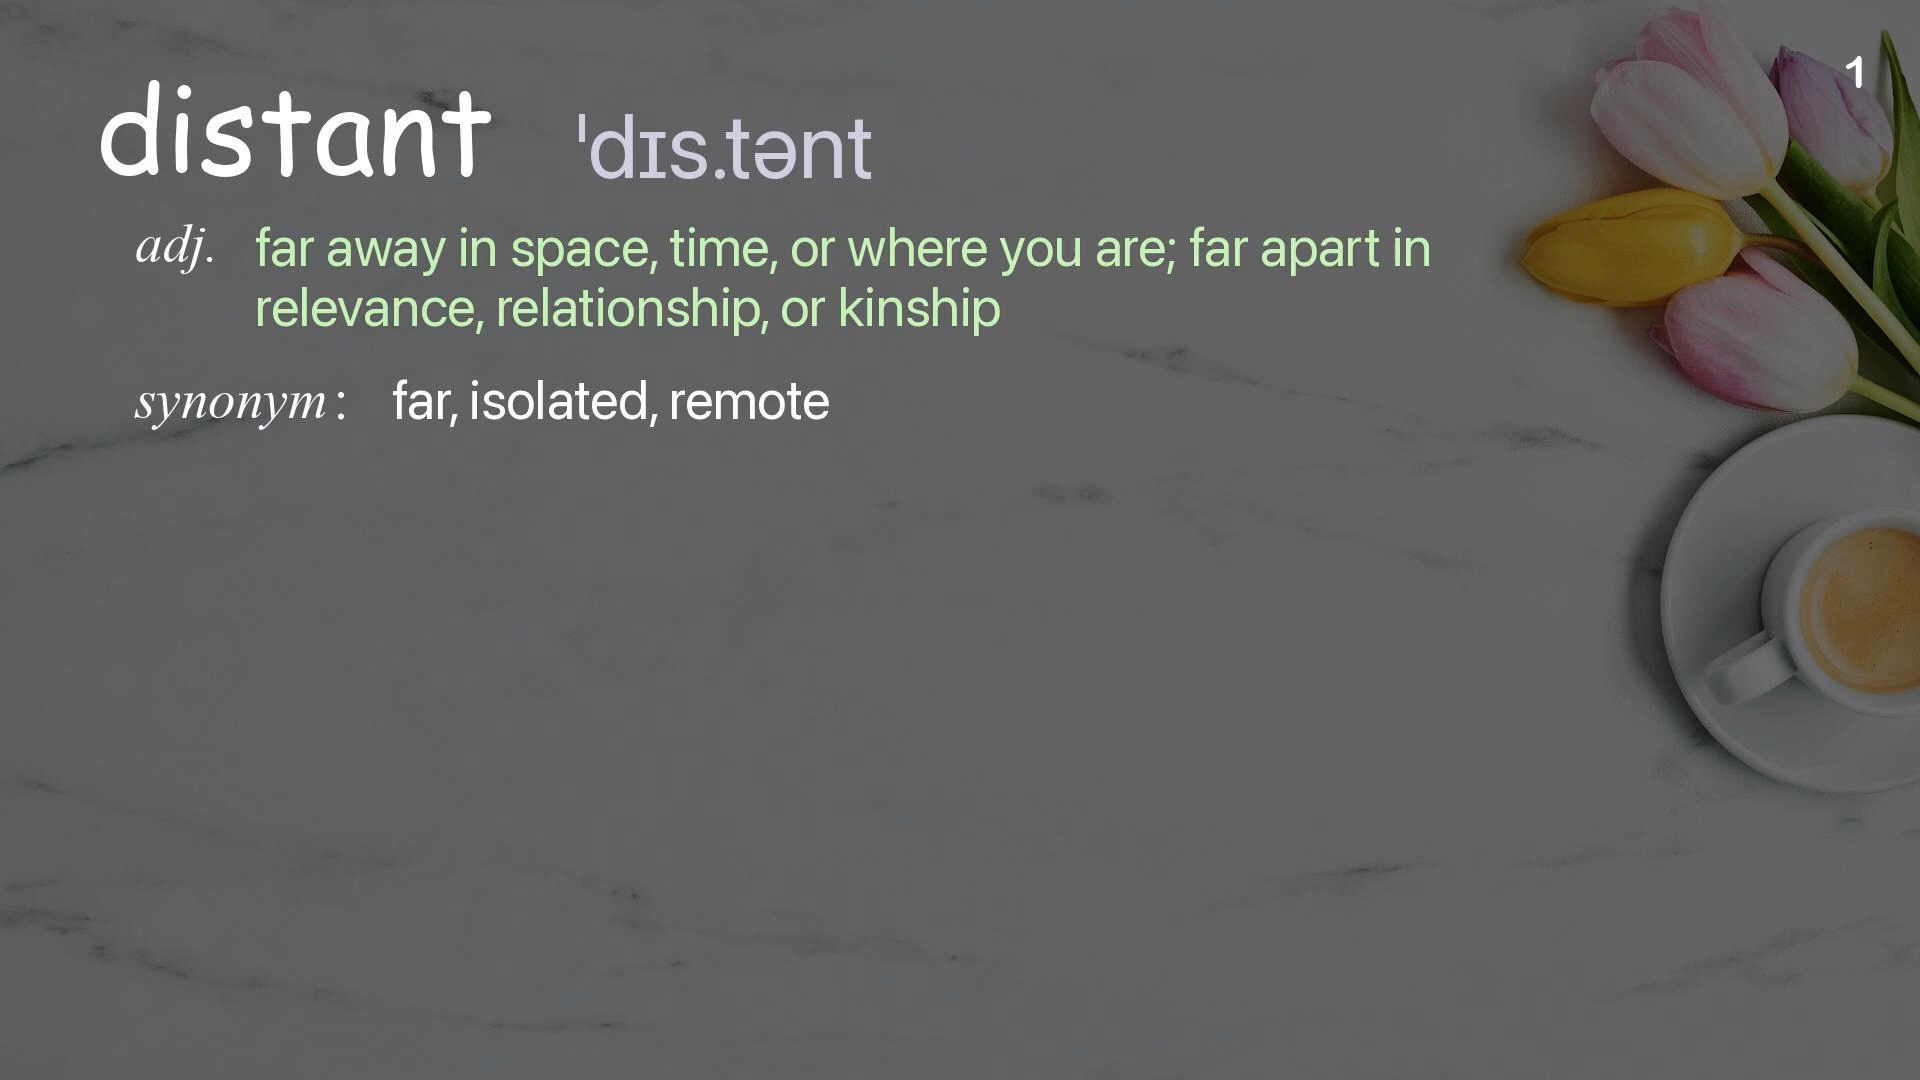 1
distant ˈdɪs.tənt
adj. far away in space, time, or where you are; far apart in
relevance, relationship, or kinship
synonym: far, isolated, remote